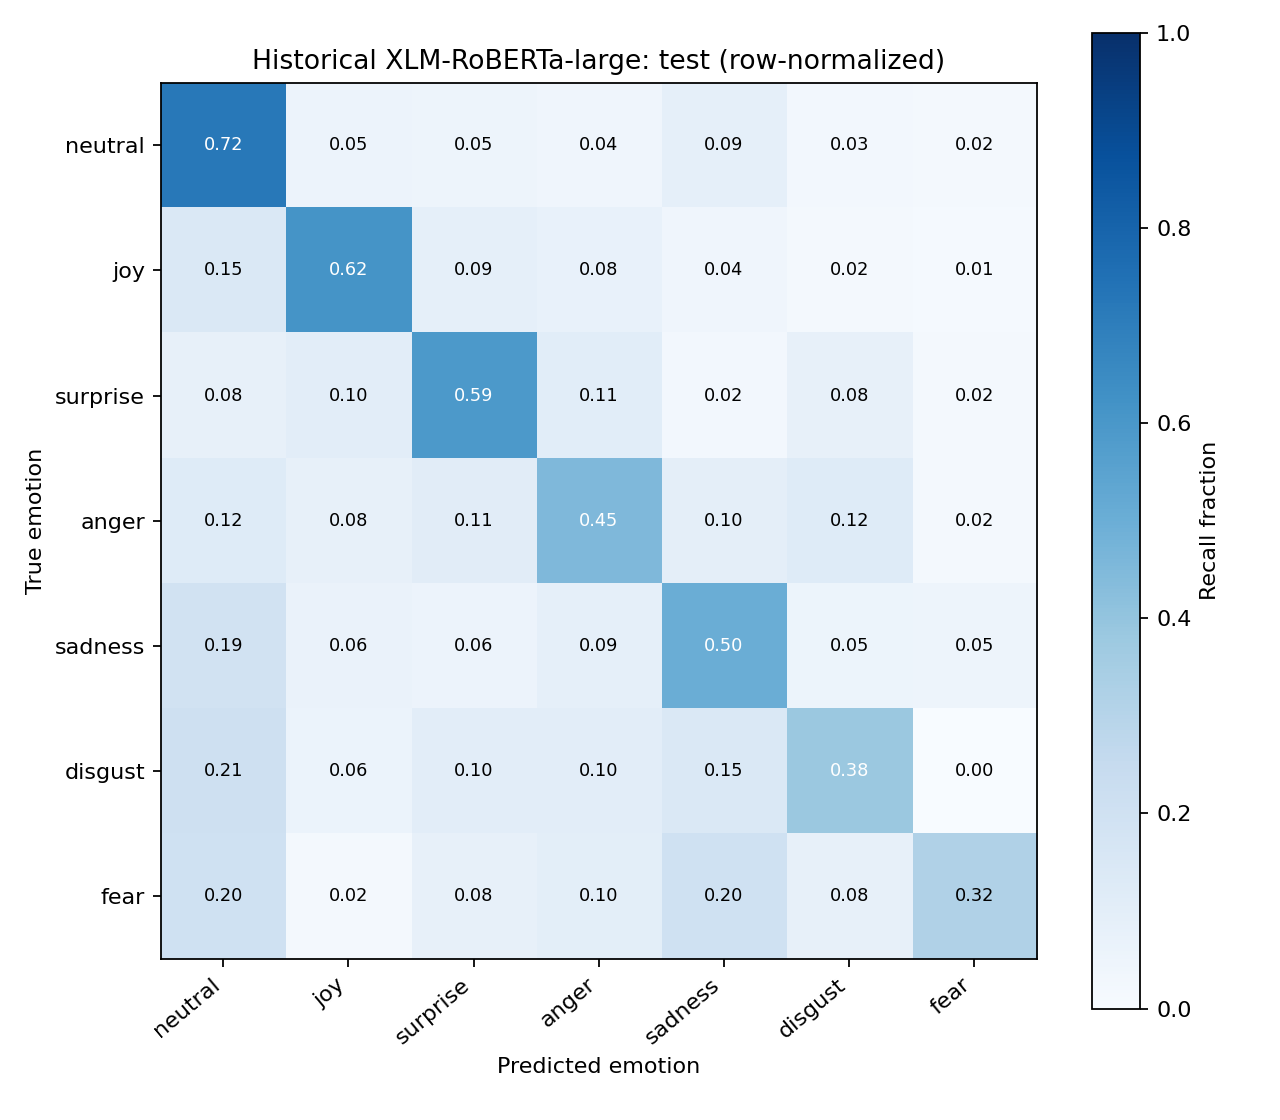 Historical XLM-RoBERTa-large: test (row-normalized)
neutral 0.72 0.05 0.05 0.04 0.09 0.03 0.02
joy 0.15 0.62 0.09 0.08 0.04 0.02 0.01
surprise 0.08 0.10 0.59 0.11 0.02 0.08 0.02
anger 0.12 0.08 0.11 0.45 0.10 0.12 0.02
sadness 0.19 0.06 0.06 0.09 0.50 0.05 0.05
disgust 0.21 0.06 0.10 0.10 0.15 0.38 0.00
fear 0.20 0.02 0.08 0.10 0.20 0.08 0.32
neutral joy surprise anger sadness disgust fear
Predicted emotion
True emotion
1.0
0.8
0.6
0.4
0.2
0.0
Recall fraction